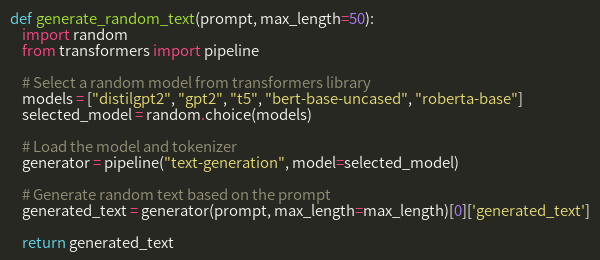 def generate_random_text(prompt, max_length=50):
    import random
    from transformers import pipeline

    # Select a random model from transformers library
    models = ["distilgpt2", "gpt2", "t5", "bert-base-uncased", "roberta-base"]
    selected_model = random.choice(models)

    # Load the model and tokenizer
    generator = pipeline("text-generation", model=selected_model)

    # Generate random text based on the prompt
    generated_text = generator(prompt, max_length=max_length)[0]['generated_text']

    return generated_text